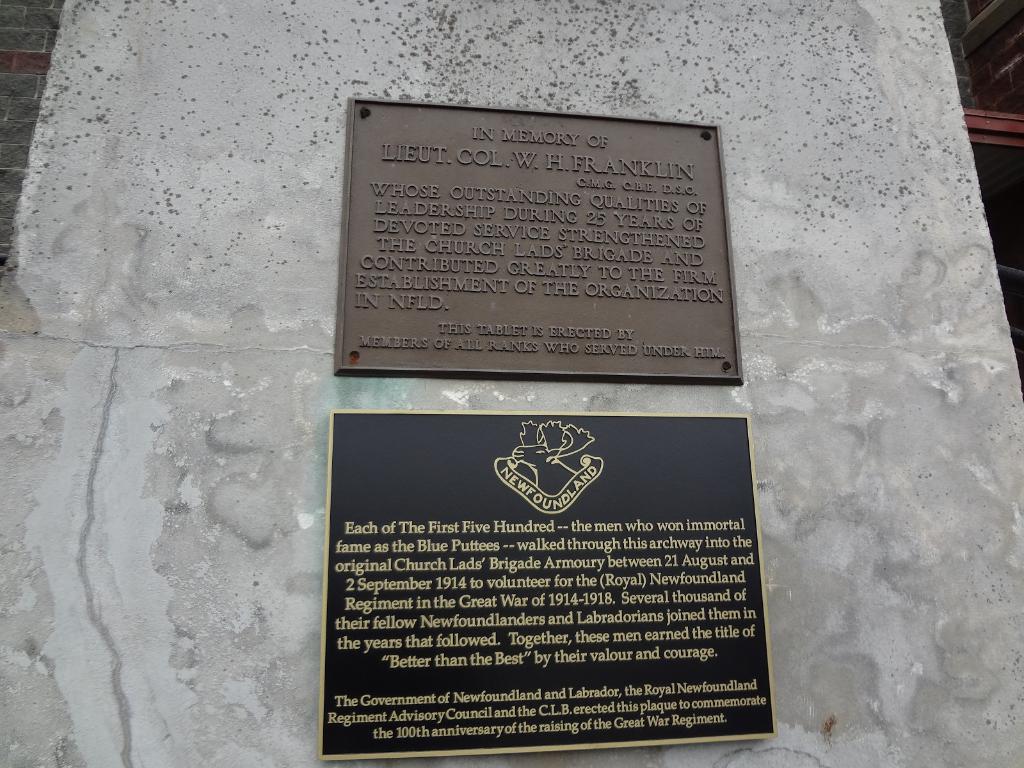 IN MEMORY OF
LIEUT. COL. W. H. FRANKLIN
C.M.G. C.B.E. D.S.O.
WHOSE OUTSTANDING QUALITIES OF
LEADERSHIP DURING 25 YEARS OF
DEVOTED SERVICE STRENGTHENED
THE CHURCH LADS' BRIGADE AND
CONTRIBUTED GREATLY TO THE FIRM
ESTABLISHMENT OF THE ORGANIZATION
IN NFLD.
THIS TABLET IS ERECTED BY
MEMBERS OF ALL RANKS WHO SERVED UNDER HIM.
NEWFOUNDLAND
Each of The First Five Hundred -- the men who won immortal
fame as the Blue Puttees -- walked through this archway into the
original Church Lads' Brigade Armoury between 21 August and
2 September 1914 to volunteer for the (Royal) Newfoundland
Regiment in the Great War of 1914-1918. Several thousand of
their fellow Newfoundlanders and Labradorians joined them in
the years that followed. Together, these men earned the title of
"Better than the Best" by their valour and courage.
The Government of Newfoundland and Labrador, the Royal Newfoundland
Regiment Advisory Council and the C.L.B. erected this plaque to commemorate
the 100th anniversary of the raising of the Great War Regiment.